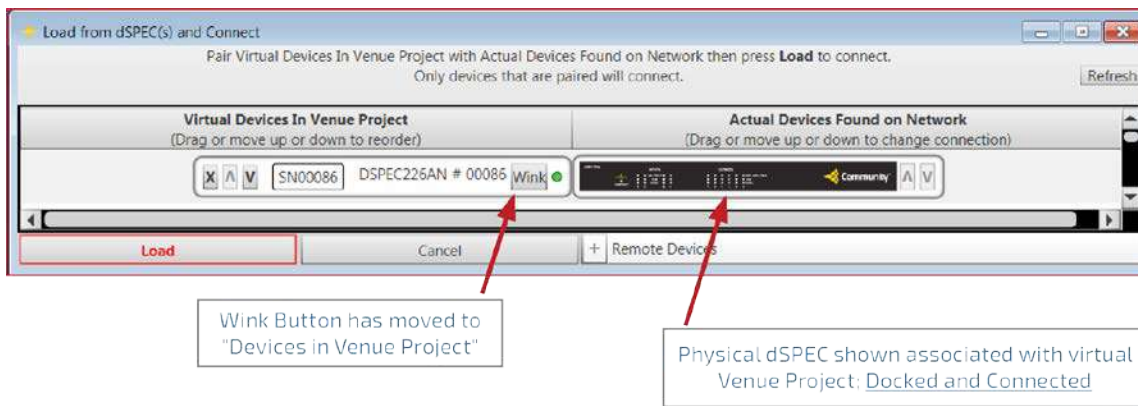 Load from dSPEC(s) and Connect
Pair Virtual Devices In Venue Project with Actual Devices Found on Network then press Load to connect.
Only devices that are paired will connect.
Refresh
Virtual Devices In Venue Project
(Drag or move up or down to reorder)
Actual Devices Found on Network
(Drag or move up or down to change connection)
X Λ V SN00086 DSPEC226AN # 00086 Wink Community Λ V
Load Cancel + Remote Devices
Wink Button has moved to
"Devices in Venue Project"
Physical dSPEC shown associated with virtual
Venue Project; Docked and Connected